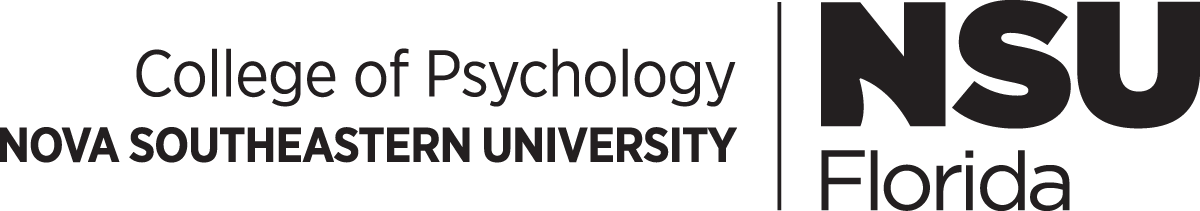 College of Psychology
NOVA SOUTHEASTERN UNIVERSITY
NSU
Florida